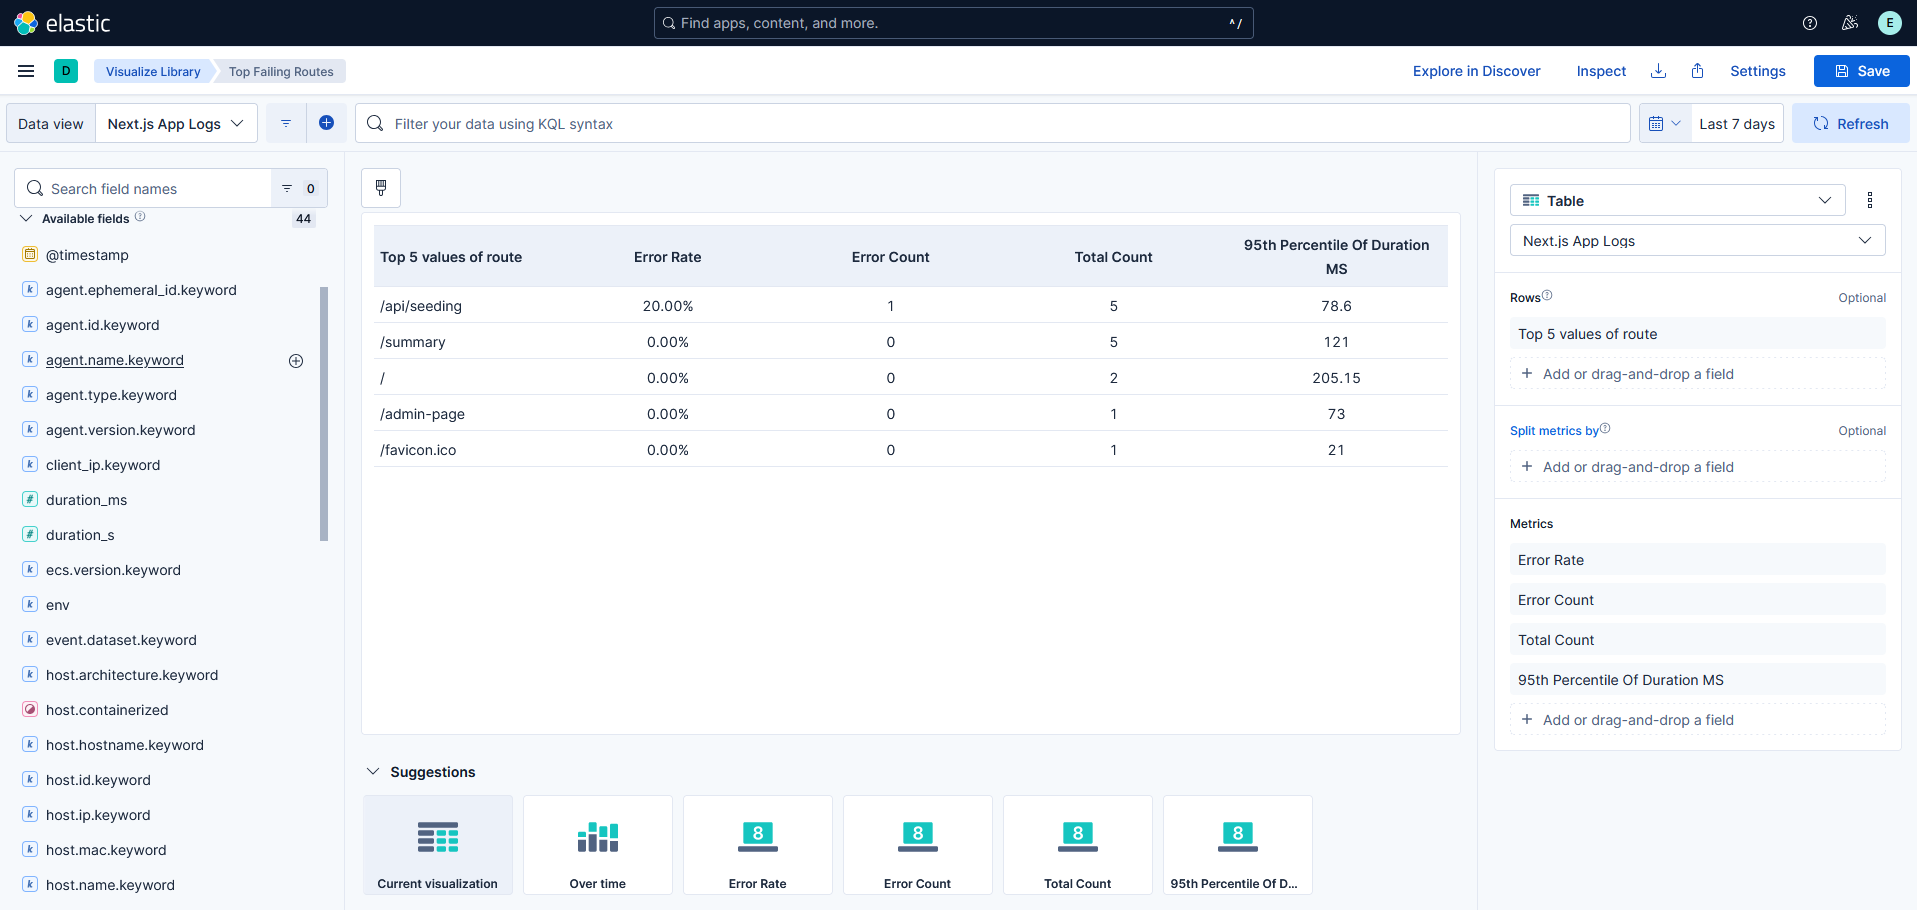 elastic
Find apps, content, and more.
^/
E
D
Visualize Library
Top Failing Routes
Explore in Discover
Inspect
Settings
Save
Data view
Next.js App Logs
Filter your data using KQL syntax
Last 7 days
Refresh
Search field names
0
Available fields
44
@timestamp
agent.ephemeral_id.keyword
agent.id.keyword
agent.name.keyword
agent.type.keyword
agent.version.keyword
client_ip.keyword
duration_ms
duration_s
ecs.version.keyword
env
event.dataset.keyword
host.architecture.keyword
host.containerized
host.hostname.keyword
host.id.keyword
host.ip.keyword
host.mac.keyword
host.name.keyword
Top 5 values of route Error Rate Error Count Total Count 95th Percentile Of Duration
MS
/api/seeding 20.00% 1 5 78.6
/summary 0.00% 0 5 121
/ 0.00% 0 2 205.15
/admin-page 0.00% 0 1 73
/favicon.ico 0.00% 0 1 21
Suggestions
Current visualization
Over time
8
Error Rate
8
Error Count
8
Total Count
8
95th Percentile Of D...
Table
Next.js App Logs
Rows Optional
Top 5 values of route
Add or drag-and-drop a field
Split metrics by Optional
Add or drag-and-drop a field
Metrics
Error Rate
Error Count
Total Count
95th Percentile Of Duration MS
Add or drag-and-drop a field